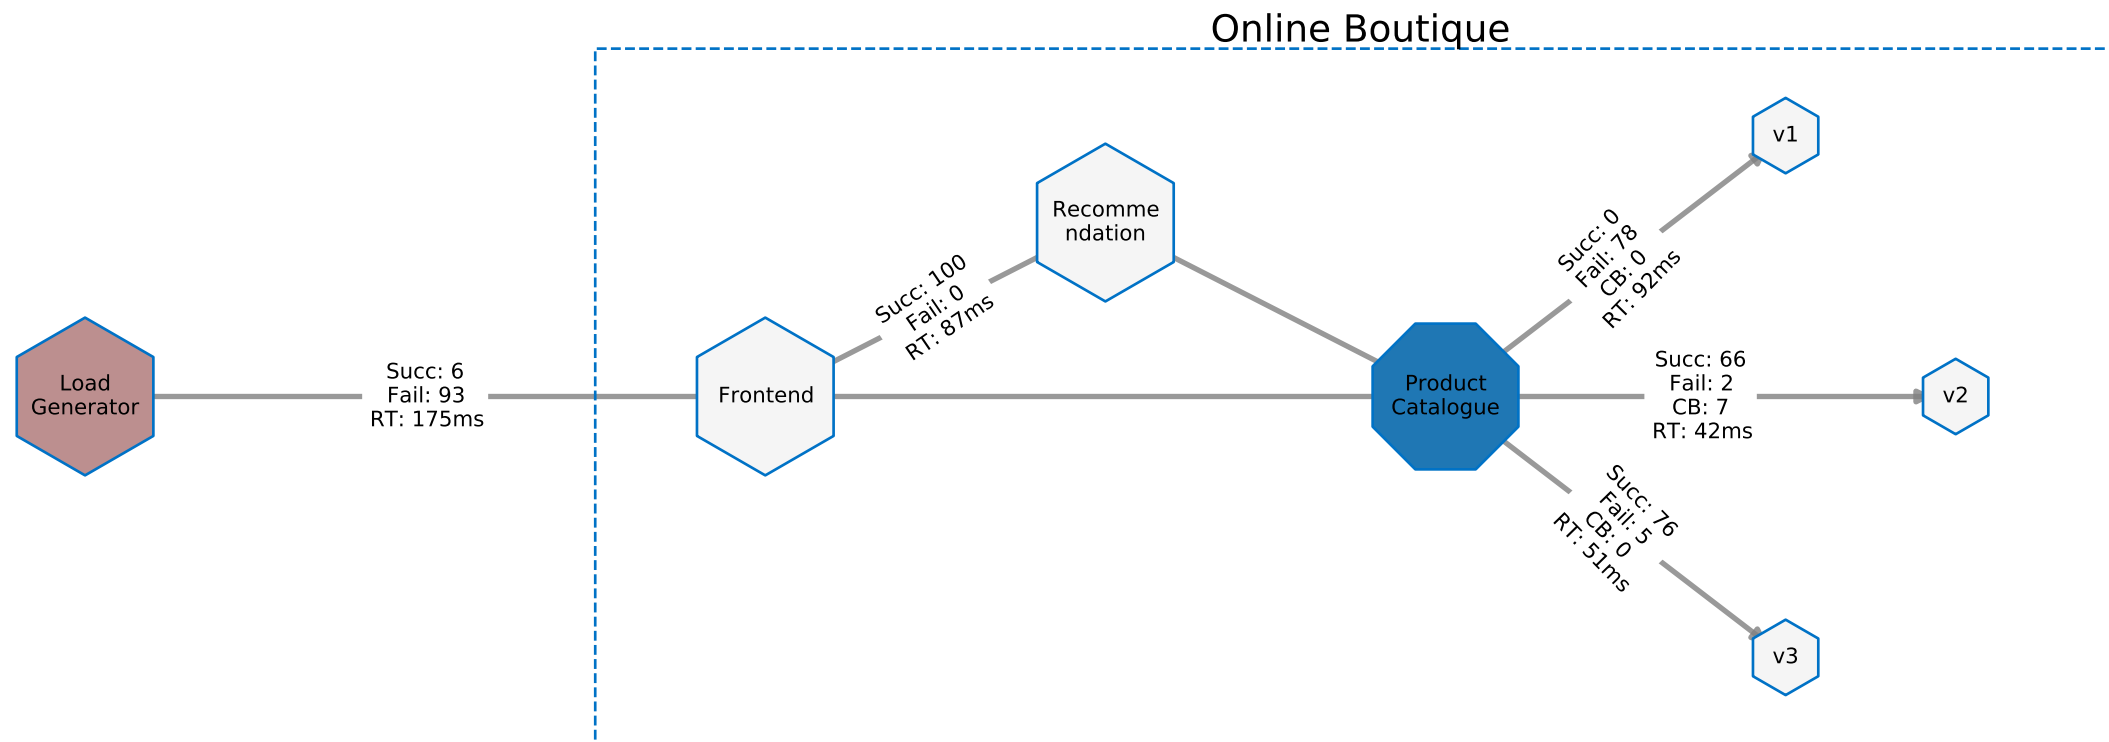 Online Boutique
Load
Generator
Succ: 6
Fail: 93
RT: 175ms
Frontend
Succ: 100
Fail: 0
RT: 87ms
Recomme
ndation
Product
Catalogue
Succ: 0
Fail: 78
CB: 0
RT: 92ms
v1
Succ: 66
Fail: 2
CB: 7
RT: 42ms
v2
Succ: 76
Fail: 5
CB: 0
RT: 51ms
v3